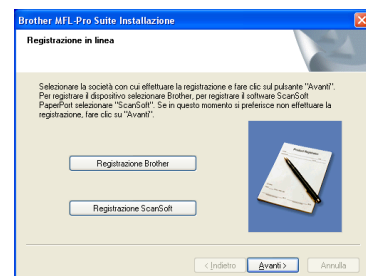 Brother MFL-Pro Suite Installazione
Registrazione in linea
Selezionare la società con cui effettuare la registrazione e fare clic sul pulsante "Avanti".
Per registrare il dispositivo selezionare Brother, per registrare il software ScanSoft
PaperPort selezionare "ScanSoft". Se in questo momento si preferisce non effettuare la
registrazione, fare clic su "Avanti".
Registrazione Brother
Registrazione ScanSoft
< Indietro Avanti > Annulla